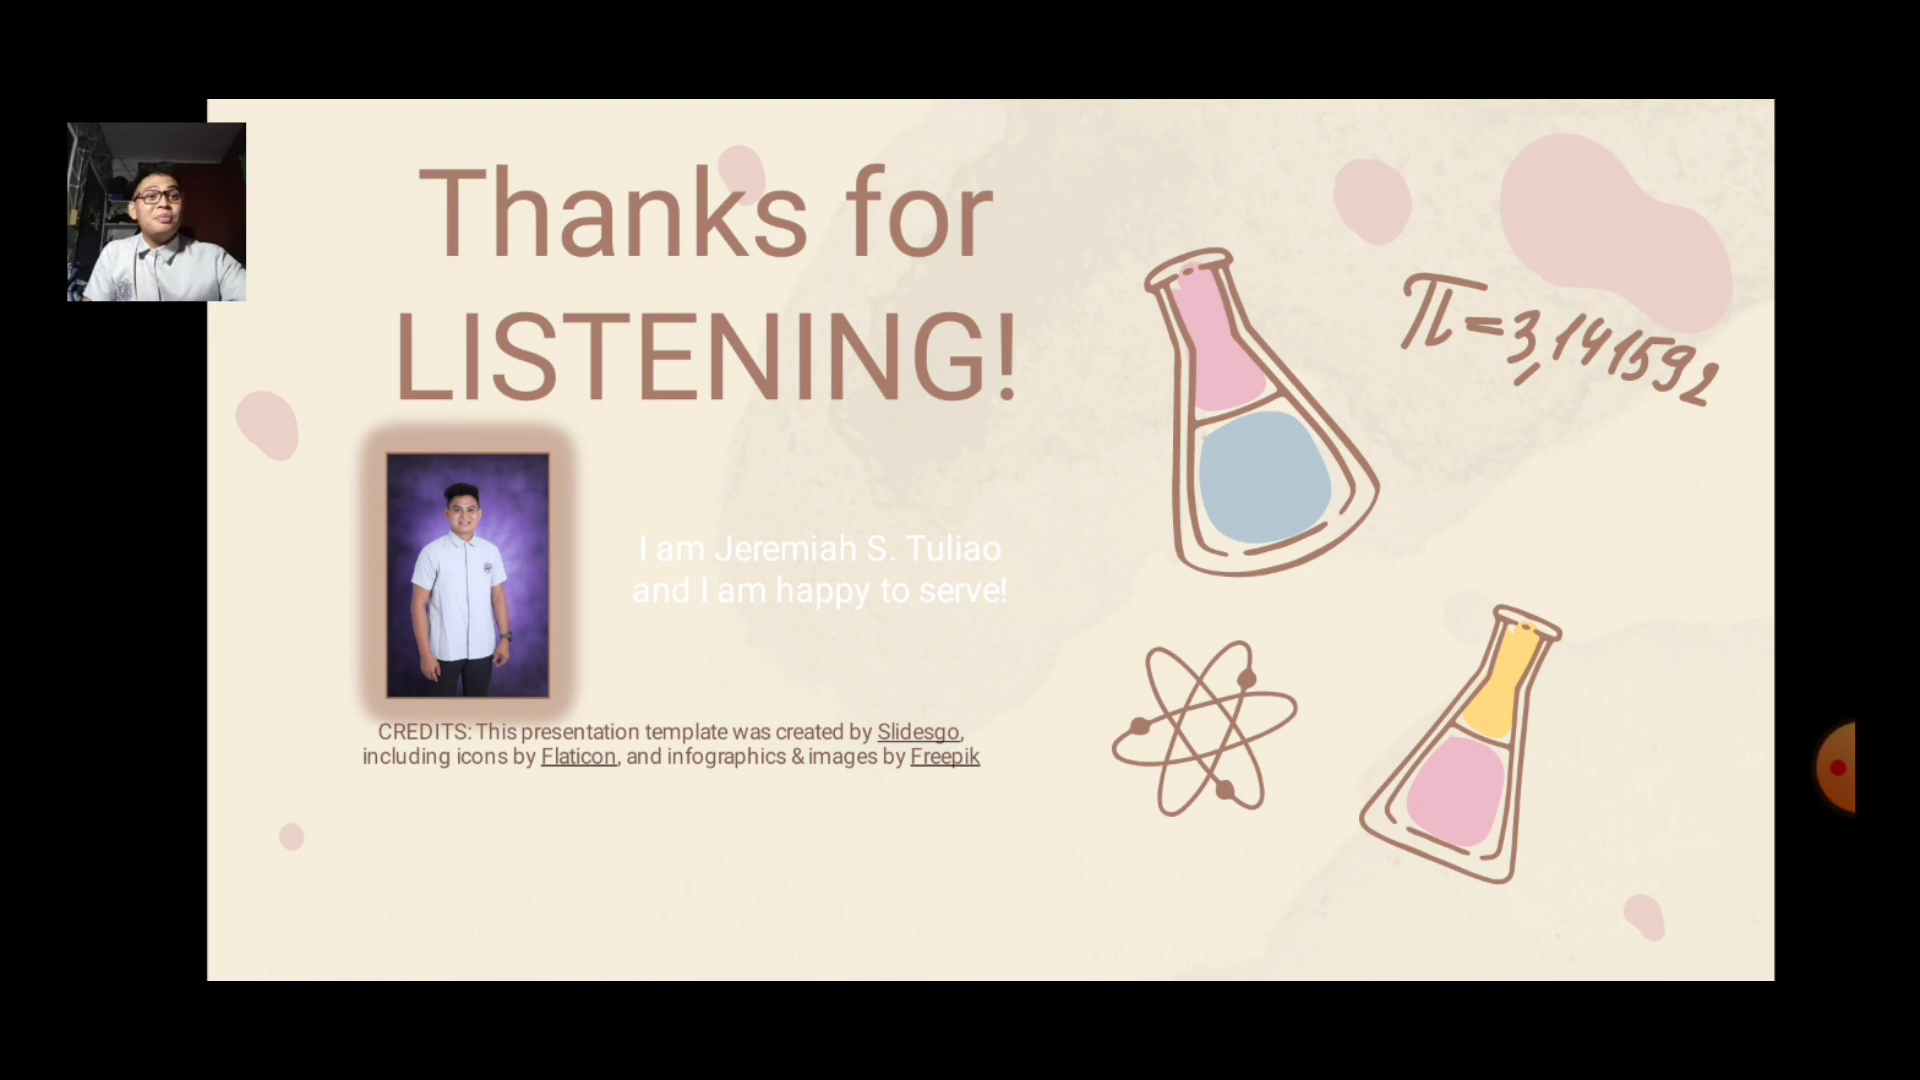 Thanks for
LISTENING!
π=3,141592
I am Jeremiah S. Tuliao
and I am happy to serve!
CREDITS: This presentation template was created by Slidesgo,
including icons by Flaticon, and infographics & images by Freepik